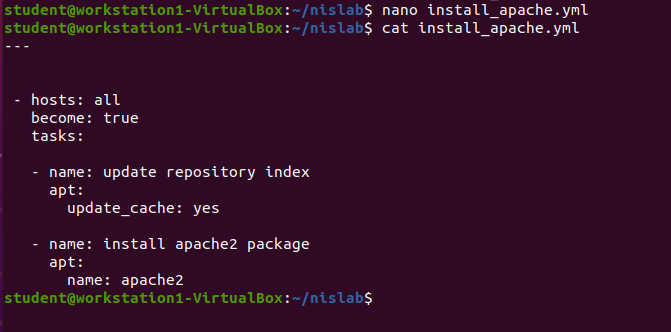 student@workstation1-VirtualBox:~/nislab$ nano install_apache.yml
student@workstation1-VirtualBox:~/nislab$ cat install_apache.yml
---
 - hosts: all
   become: true
   tasks:
   - name: update repository index
     apt:
       update_cache: yes
   - name: install apache2 package
     apt:
       name: apache2
student@workstation1-VirtualBox:~/nislab$